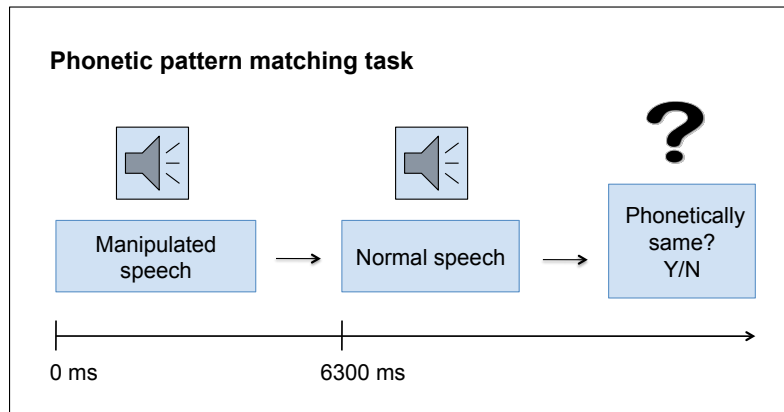 Phonetic pattern matching task
?
Manipulated
speech
Normal speech
Phonetically
same?
Y/N
0 ms
6300 ms